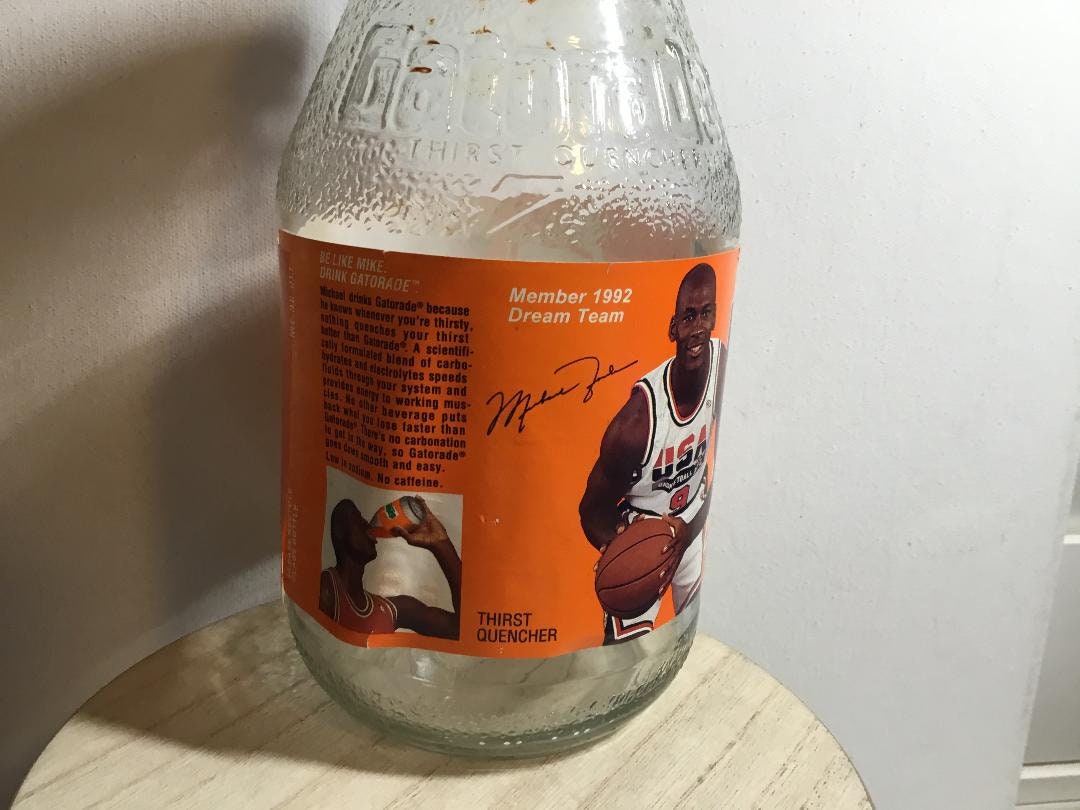 Gatorade
THIRST QUENCHER
BE LIKE MIKE.
DRINK GATORADE™
Michael drinks Gatorade® because
he knows whenever you're thirsty,
nothing quenches your thirst
better than Gatorade®. A scientifi-
cally formulated blend of carbo-
hydrates and electrolytes speeds
fluids through your system and
provides energy to working mus-
cles. No other beverage puts
back what you lose faster than
Gatorade®. There's no carbonation
to get in the way, so Gatorade®
goes down smooth and easy.
Low in sodium. No caffeine.
Member 1992
Dream Team
USA
BASKETBALL
9
THIRST
QUENCHER